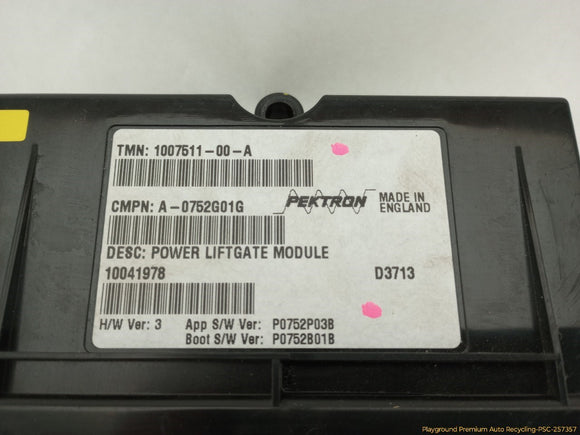 TMN: 1007511-00-A
CMPN: A-0752G01G
PEKTRON
MADE IN
ENGLAND
DESC: POWER LIFTGATE MODULE
10041978 D3713
H/W Ver: 3 App S/W Ver: P0752P03B
Boot S/W Ver: P0752B01B
Playground Premium Auto Recycling-PSC-257357